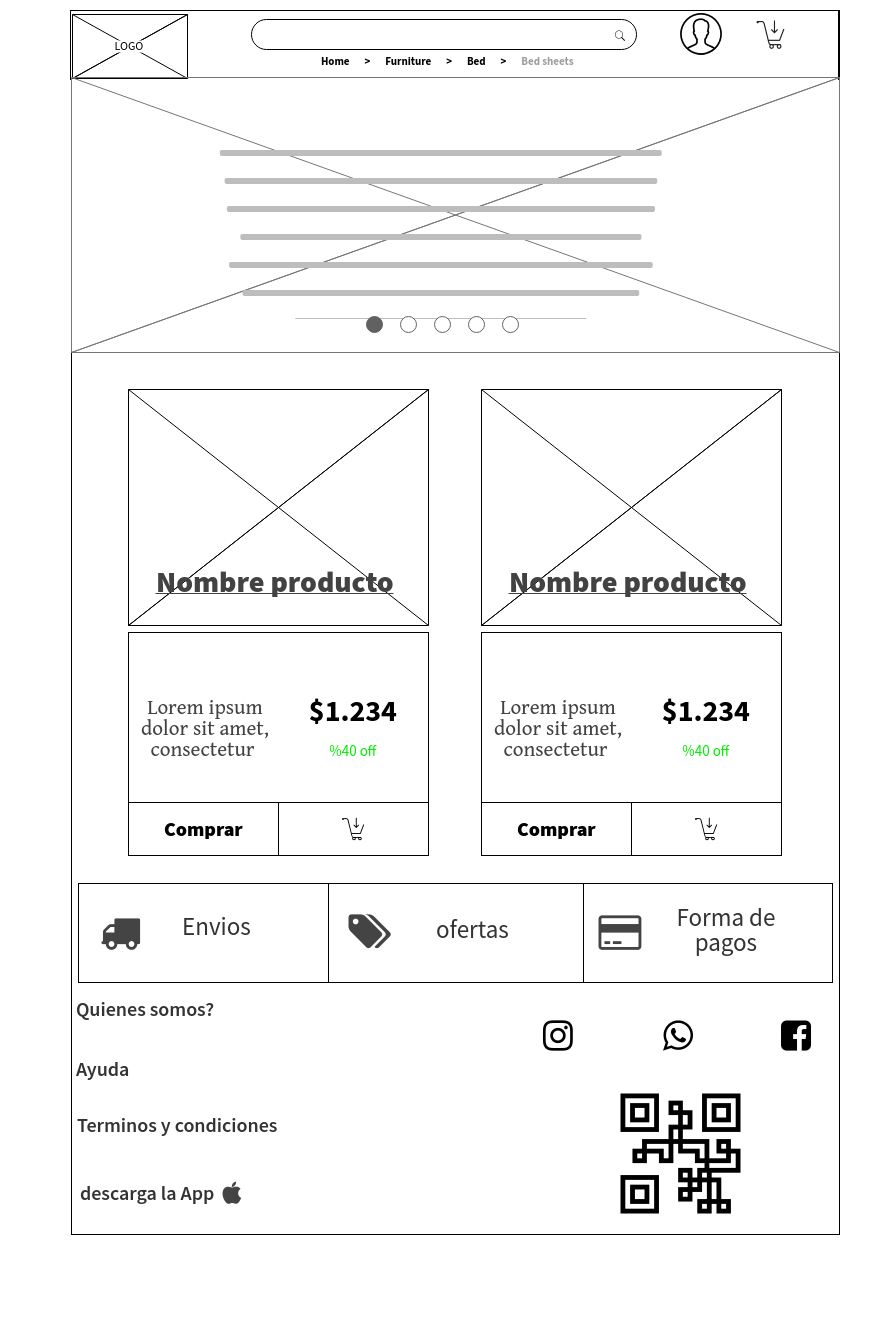 LOGO
Home > Furniture > Bed > Bed sheets
Nombre producto Nombre producto
Lorem ipsum
dolor sit amet,
consectetur
$1.234
%40 off
Lorem ipsum
dolor sit amet,
consectetur
$1.234
%40 off
Comprar Comprar
Envios
ofertas
Forma de
pagos
Quienes somos?
Ayuda
Terminos y condiciones
descarga la App